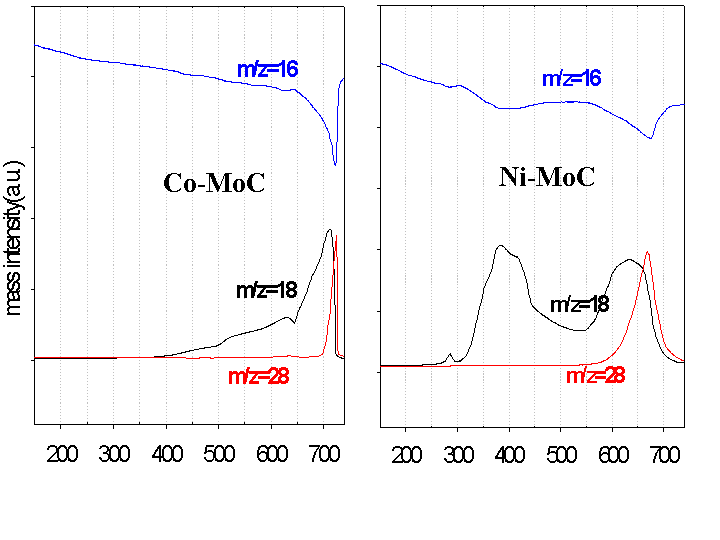 mass intensity(a.u.)
m/z=16
Co-MoC
m/z=18
m/z=28
200 300 400 500 600 700
m/z=16
Ni-MoC
m/z=18
m/z=28
200 300 400 500 600 700